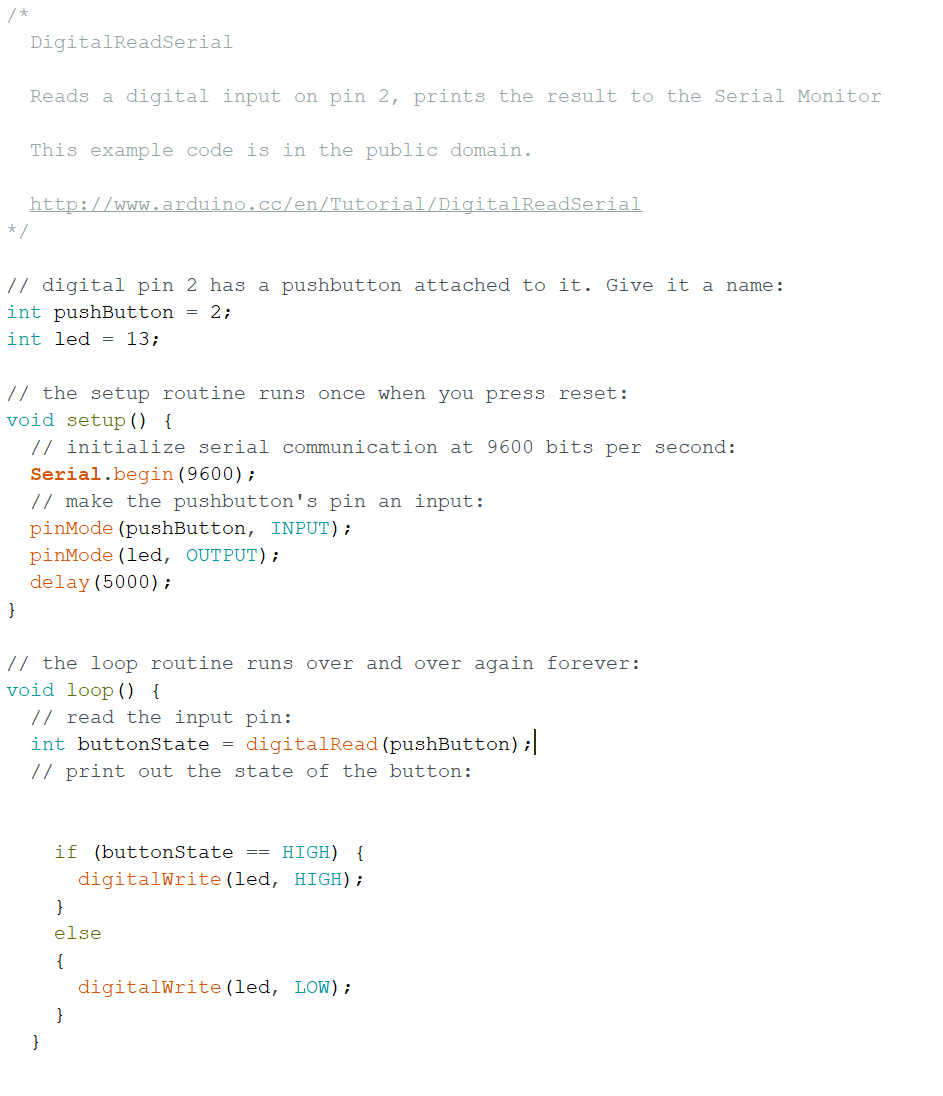 /*
  DigitalReadSerial

  Reads a digital input on pin 2, prints the result to the Serial Monitor

  This example code is in the public domain.

  http://www.arduino.cc/en/Tutorial/DigitalReadSerial
*/

// digital pin 2 has a pushbutton attached to it. Give it a name:
int pushButton = 2;
int led = 13;

// the setup routine runs once when you press reset:
void setup() {
  // initialize serial communication at 9600 bits per second:
  Serial.begin(9600);
  // make the pushbutton's pin an input:
  pinMode(pushButton, INPUT);
  pinMode(led, OUTPUT);
  delay(5000);
}

// the loop routine runs over and over again forever:
void loop() {
  // read the input pin:
  int buttonState = digitalRead(pushButton);
  // print out the state of the button:


    if (buttonState == HIGH) {
      digitalWrite(led, HIGH);
    }
    else
    {
      digitalWrite(led, LOW);
    }
  }